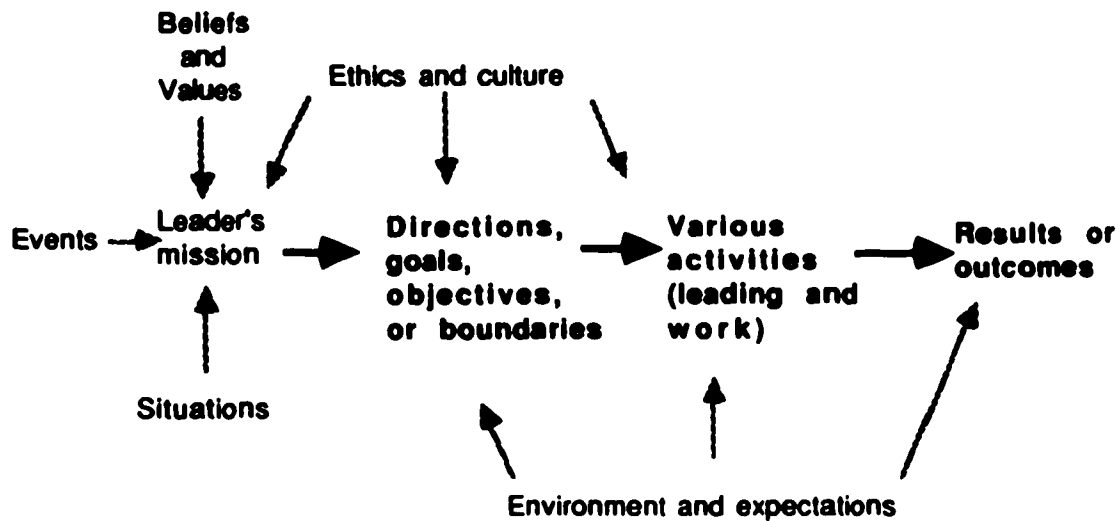 Beliefs
and
Values
Ethics and culture
Events
Leader's
mission
Directions,
goals,
objectives,
or boundaries
Various
activities
(leading and
work)
Results or
outcomes
Situations
Environment and expectations